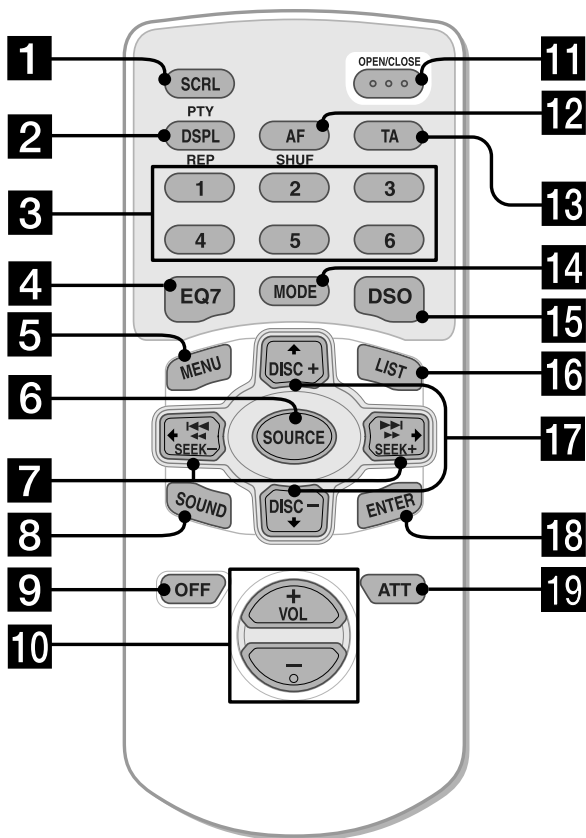 OPEN/CLOSE
1 SCRL 11
PTY
2 DSPL AF TA 12
REP SHUF
3 1 2 3 13
4 5 6
4 EQ7 MODE DSO 14
15
5 MENU DISC + LIST 16
6 SOURCE 17
SEEK– SEEK+
7
8 SOUND DISC – ENTER 18
9 OFF ATT 19
10 + VOL
–